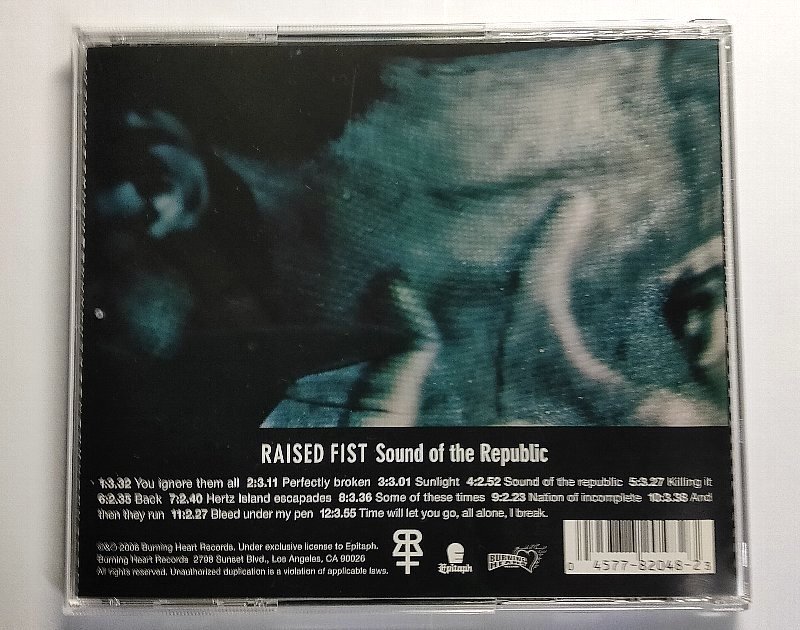 RAISED FIST Sound of the Republic
1:3.32 You ignore them all 2:3.11 Perfectly broken 3:3.01 Sunlight 4:2.52 Sound of the republic 5:3.27 Killing it
6:2.35 Back 7:2.40 Hertz Island escapades 8:3.36 Some of these times 9:2.23 Nation of incomplete 10:3.38 And
then they run 11:2.27 Bleed under my pen 12:3.55 Time will let you go, all alone, I break.
℗&© 2006 Burning Heart Records. Under exclusive license to Epitaph.
Burning Heart Records 2798 Sunset Blvd., Los Angeles, CA 90026
All rights reserved. Unauthorized duplication is a violation of applicable laws.
Epitaph
BURNING HEART
0 4577-82048-2 3